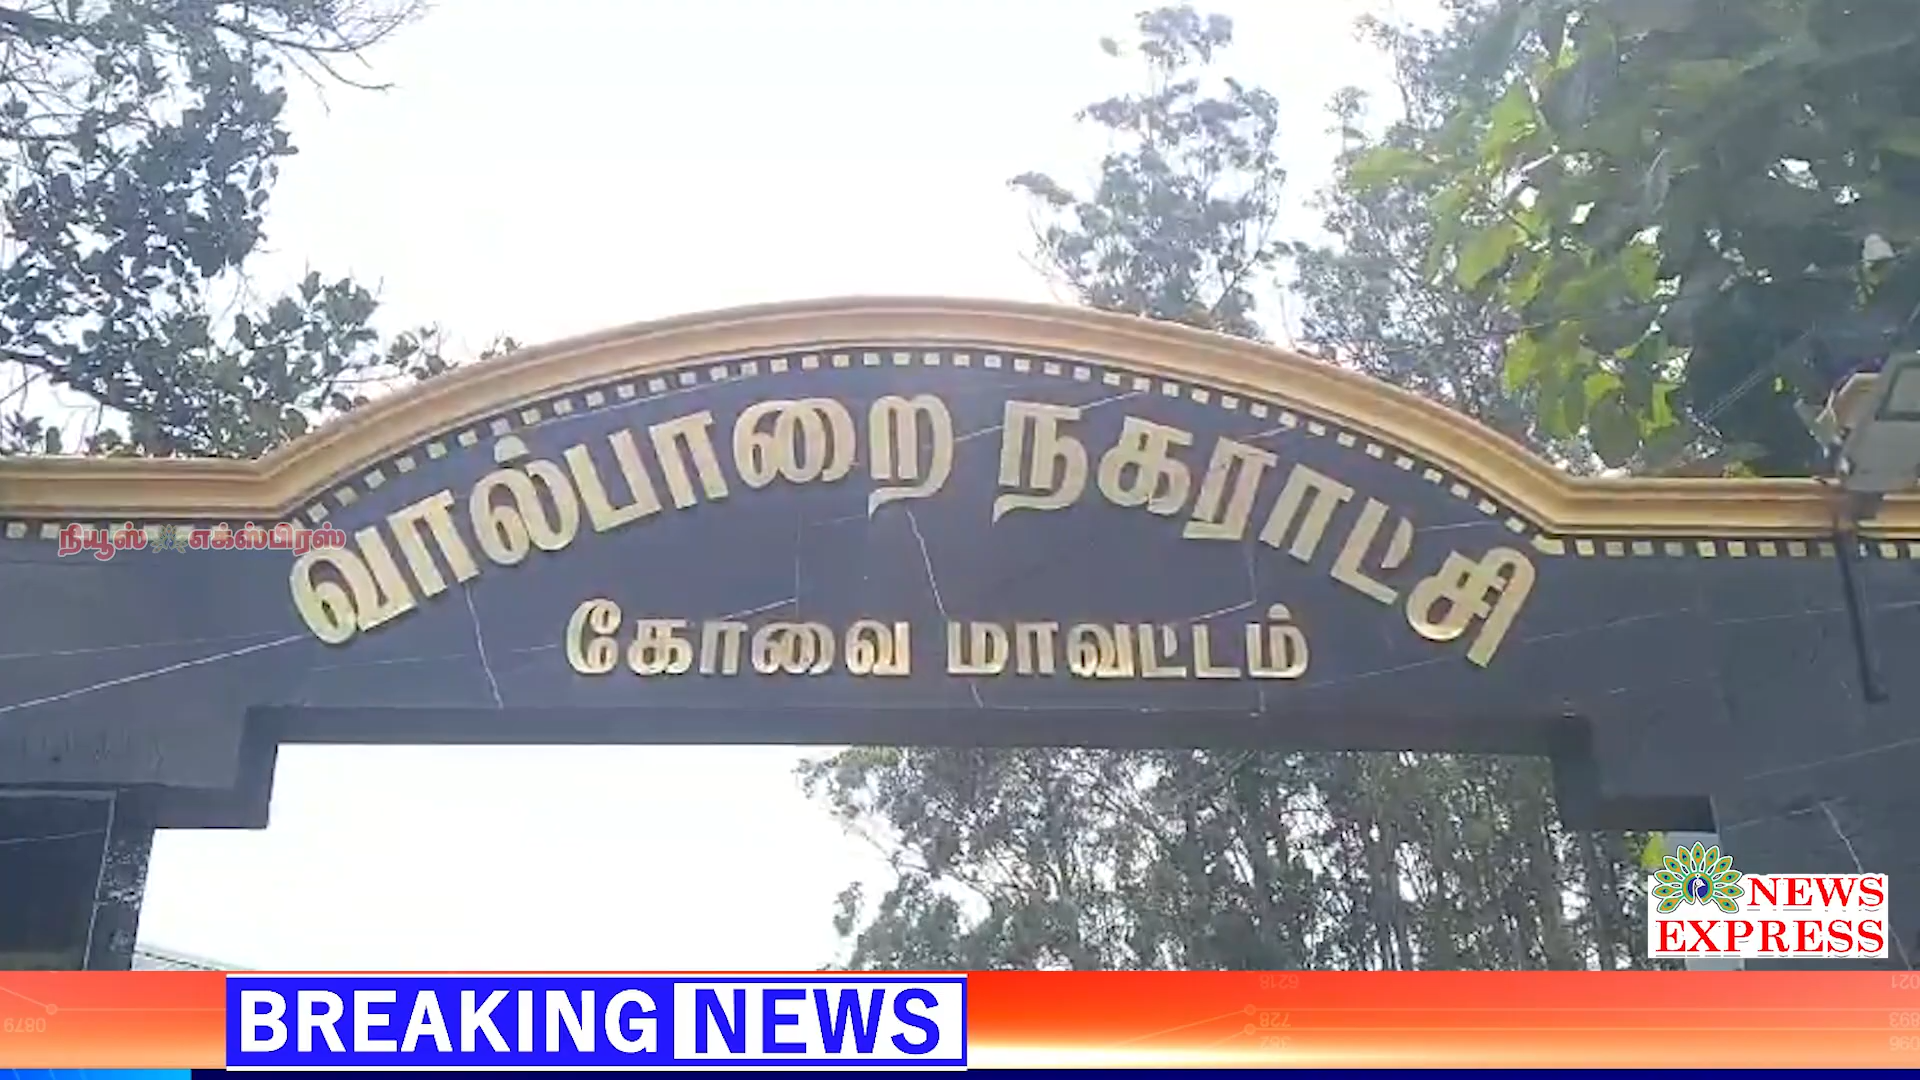 வால்பாறை நகராட்சி
நியூஸ் எக்ஸ்பிரஸ்
கோவை மாவட்டம்
NEWS
EXPRESS
BREAKING NEWS